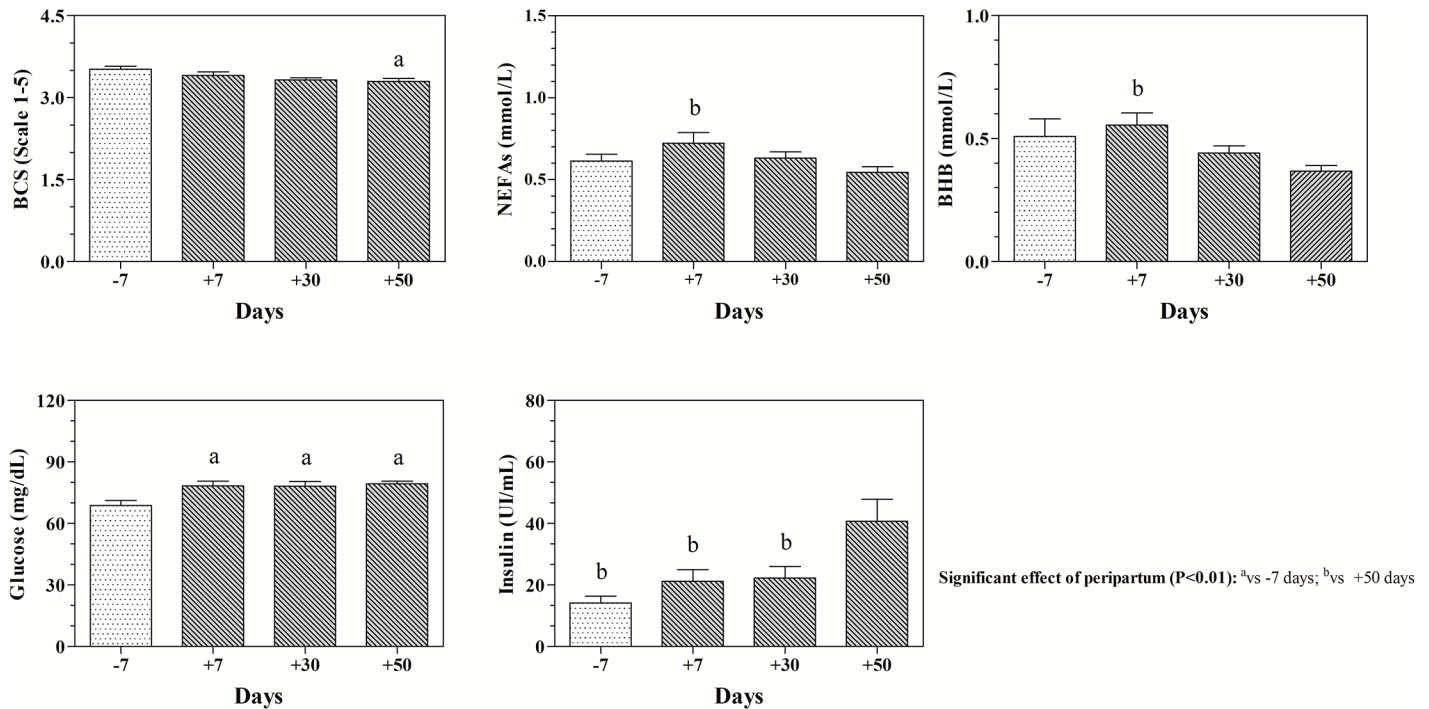 BCS (Scale 1-5)
4.5
3.0
1.5
0.0
a
-7 +7 +30 +50
Days
NEFAs (mmol/L)
1.5
1.0
0.5
0.0
b
-7 +7 +30 +50
Days
BHB (mmol/L)
1.0
0.5
0.0
b
-7 +7 +30 +50
Days
Glucose (mg/dL)
120
90
60
30
0
a a a
-7 +7 +30 +50
Days
Insulin (UI/mL)
80
60
40
20
0
b b b
-7 +7 +30 +50
Days
Significant effect of peripartum (P<0.01): ᵃvs -7 days; ᵇvs +50 days